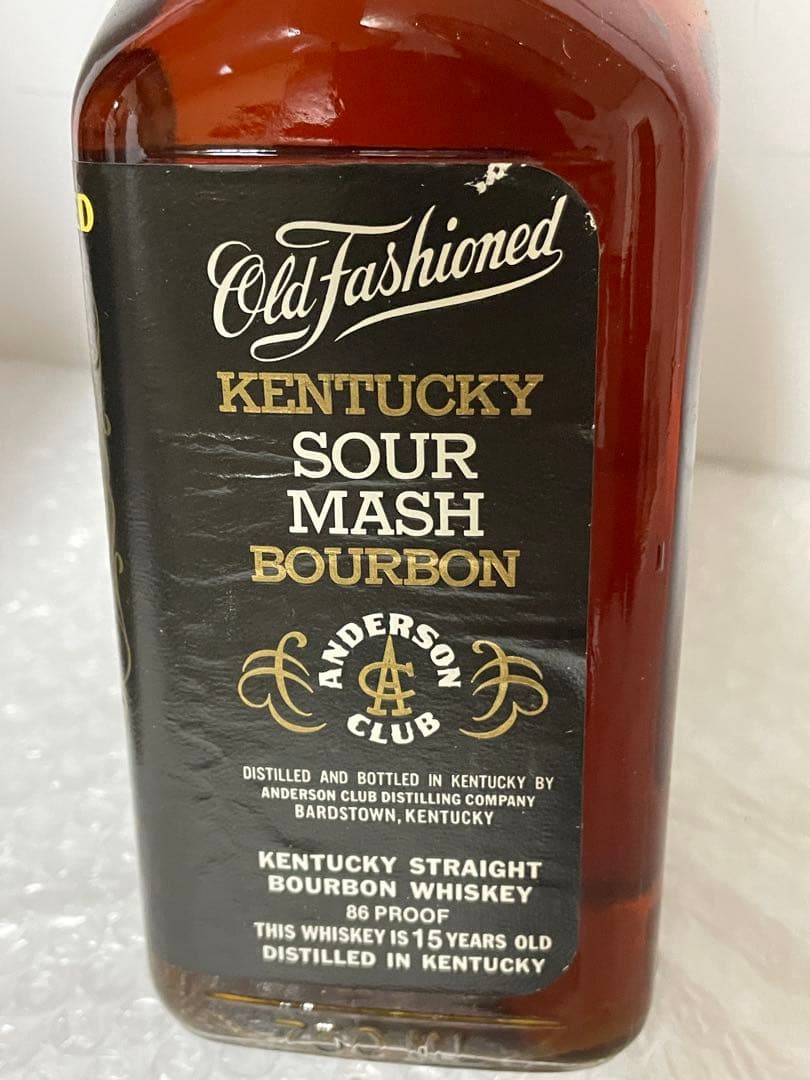 D
Old Fashioned
KENTUCKY
SOUR
MASH
BOURBON
ANDERSON
AC
CLUB
DISTILLED AND BOTTLED IN KENTUCKY BY
ANDERSON CLUB DISTILLING COMPANY
BARDSTOWN, KENTUCKY
KENTUCKY STRAIGHT
BOURBON WHISKEY
86 PROOF
THIS WHISKEY IS 15 YEARS OLD
DISTILLED IN KENTUCKY